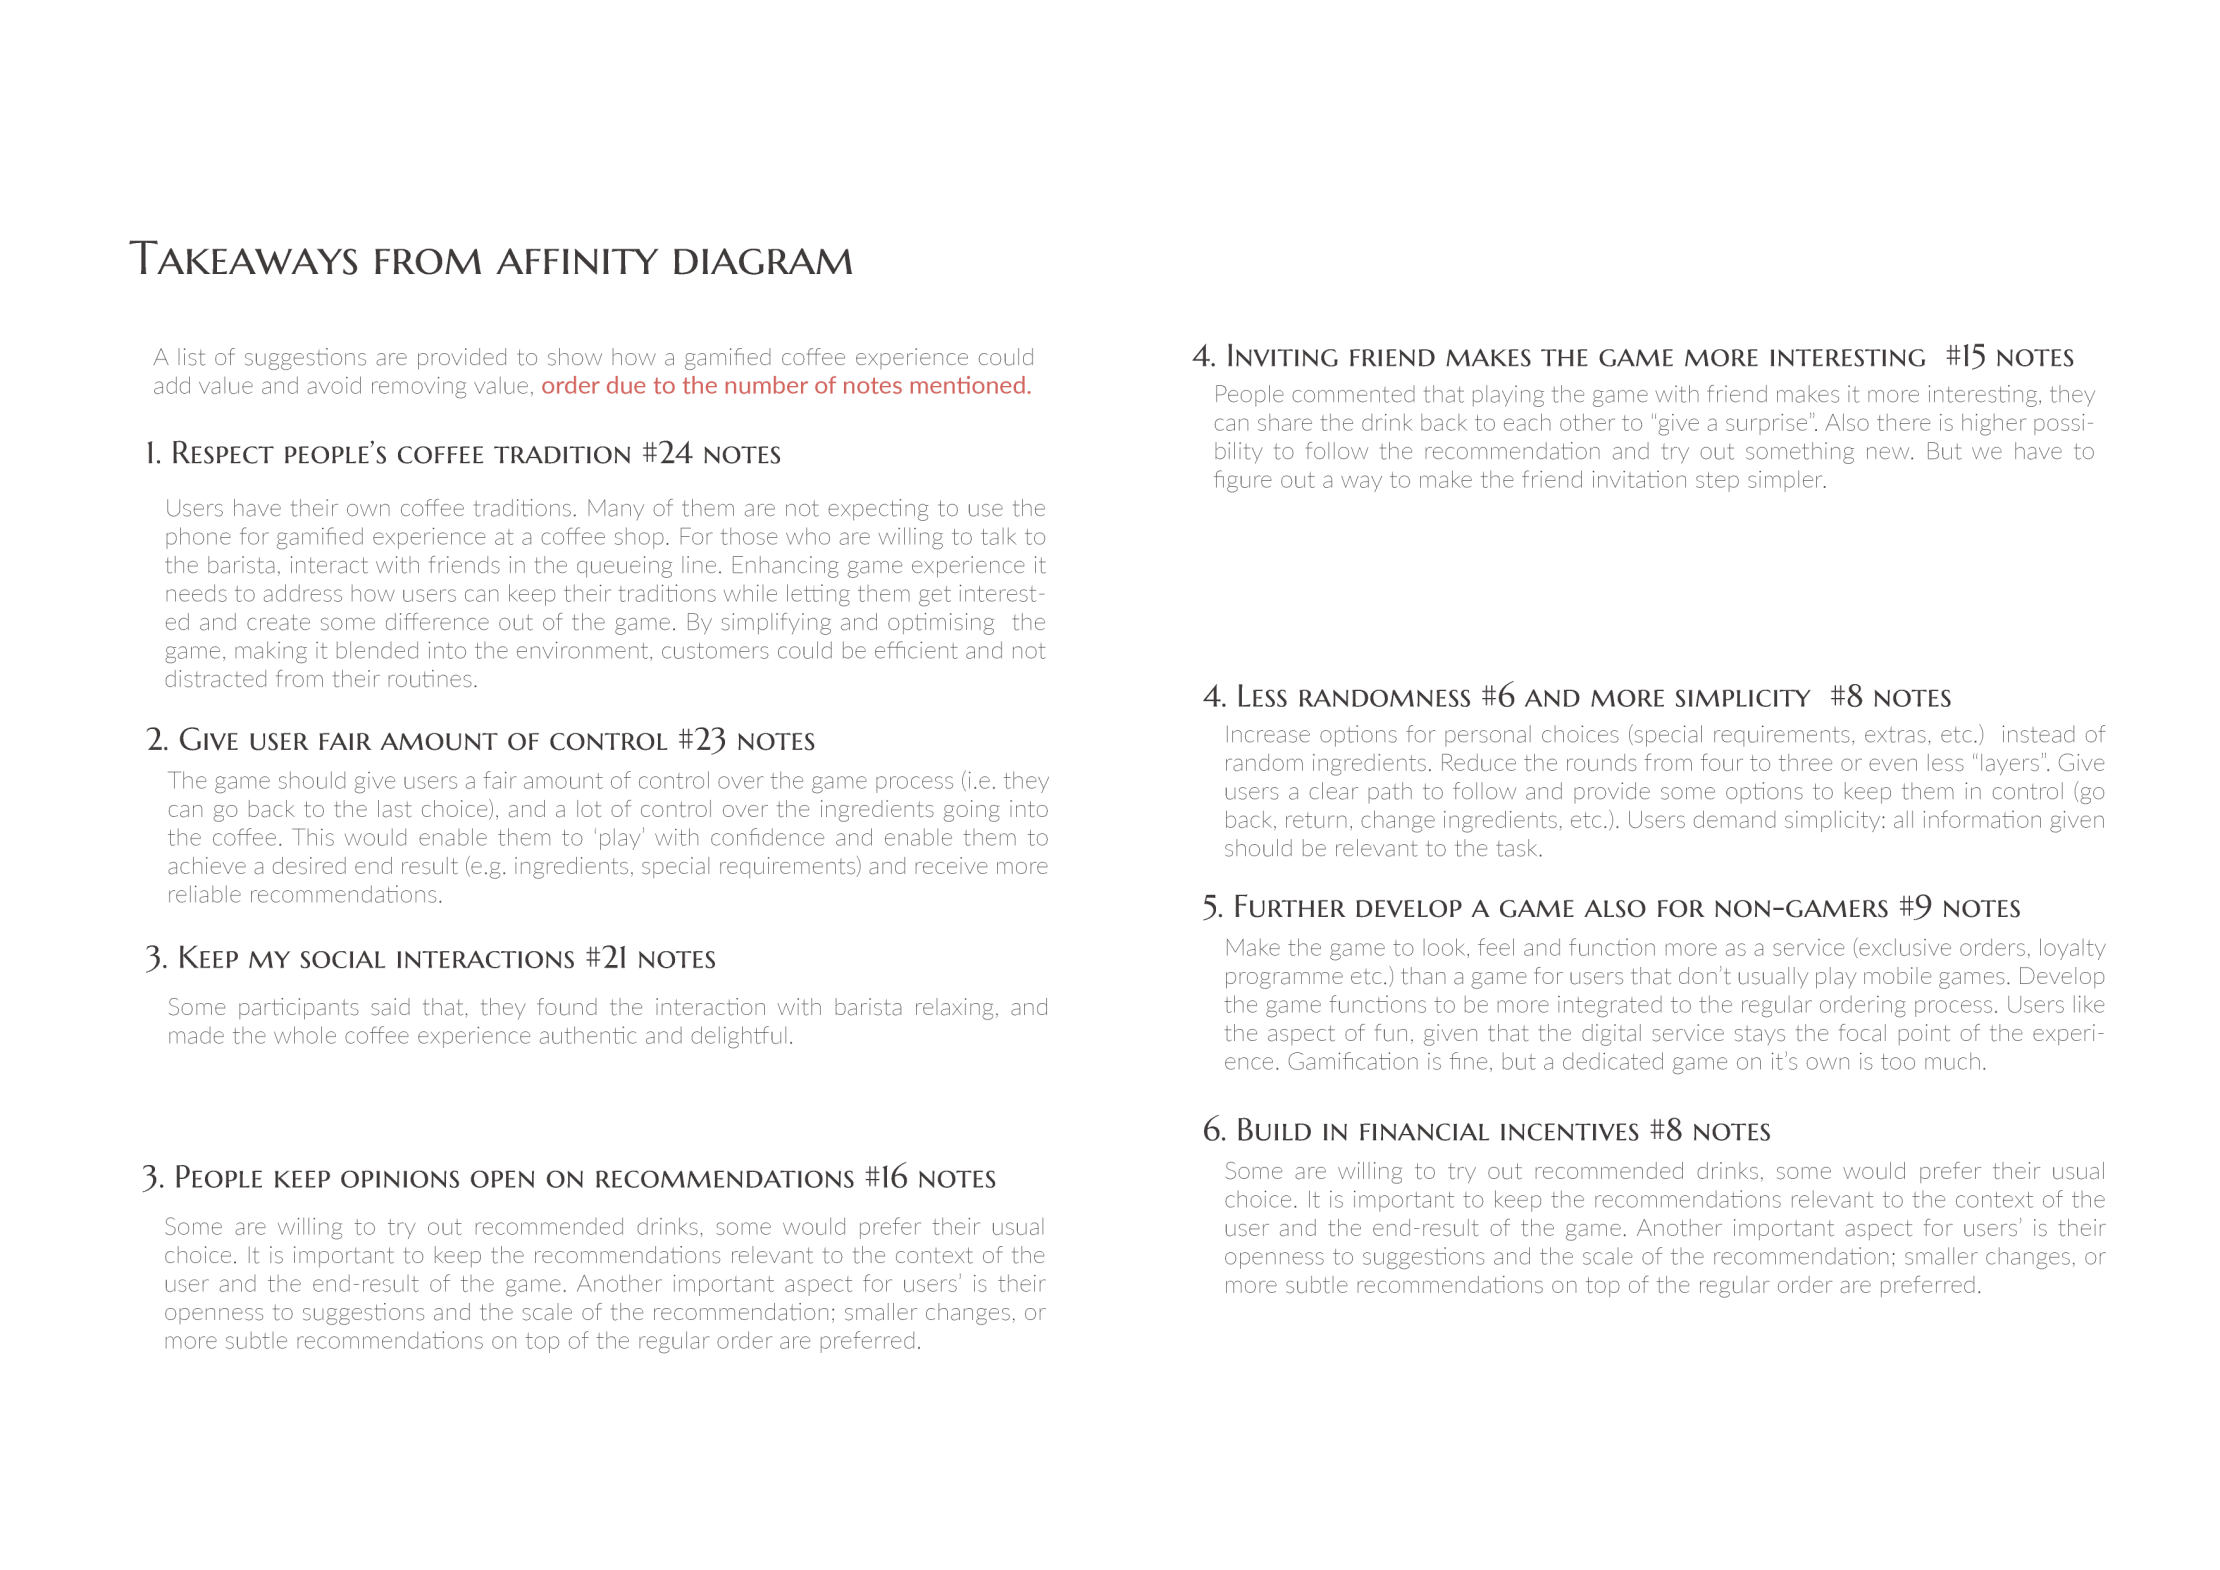 Takeaways from affinity diagram
A list of suggestions are provided to show how a gamified coffee experience could
add value and avoid removing value, order due to the number of notes mentioned.
1. Respect people's coffee tradition #24 notes
Users have their own coffee traditions. Many of them are not expecting to use the
phone for gamified experience at a coffee shop. For those who are willing to talk to
the barista, interact with friends in the queueing line. Enhancing game experience it
needs to address how users can keep their traditions while letting them get interest-
ed and create some difference out of the game. By simplifying and optimising the
game, making it blended into the environment, customers could be efficient and not
distracted from their routines.
2. Give user fair amount of control #23 notes
The game should give users a fair amount of control over the game process (i.e. they
can go back to the last choice), and a lot of control over the ingredients going into
the coffee. This would enable them to 'play' with confidence and enable them to
achieve a desired end result (e.g. ingredients, special requirements) and receive more
reliable recommendations.
3. Keep my social interactions #21 notes
Some participants said that, they found the interaction with barista relaxing, and
made the whole coffee experience authentic and delightful.
3. People keep opinions open on recommendations #16 notes
Some are willing to try out recommended drinks, some would prefer their usual
choice. It is important to keep the recommendations relevant to the context of the
user and the end-result of the game. Another important aspect for users' is their
openness to suggestions and the scale of the recommendation; smaller changes, or
more subtle recommendations on top of the regular order are preferred.
4. Inviting friend makes the game more interesting #15 notes
People commented that playing the game with friend makes it more interesting, they
can share the drink back to each other to "give a surprise". Also there is higher possi-
bility to follow the recommendation and try out something new. But we have to
figure out a way to make the friend invitation step simpler.
4. Less randomness #6 and more simplicity #8 notes
Increase options for personal choices (special requirements, extras, etc.) instead of
random ingredients. Reduce the rounds from four to three or even less "layers". Give
users a clear path to follow and provide some options to keep them in control (go
back, return, change ingredients, etc.). Users demand simplicity: all information given
should be relevant to the task.
5. Further develop a game also for non-gamers #9 notes
Make the game to look, feel and function more as a service (exclusive orders, loyalty
programme etc.) than a game for users that don't usually play mobile games. Develop
the game functions to be more integrated to the regular ordering process. Users like
the aspect of fun, given that the digital service stays the focal point of the experi-
ence. Gamification is fine, but a dedicated game on it's own is too much.
6. Build in financial incentives #8 notes
Some are willing to try out recommended drinks, some would prefer their usual
choice. It is important to keep the recommendations relevant to the context of the
user and the end-result of the game. Another important aspect for users' is their
openness to suggestions and the scale of the recommendation; smaller changes, or
more subtle recommendations on top of the regular order are preferred.